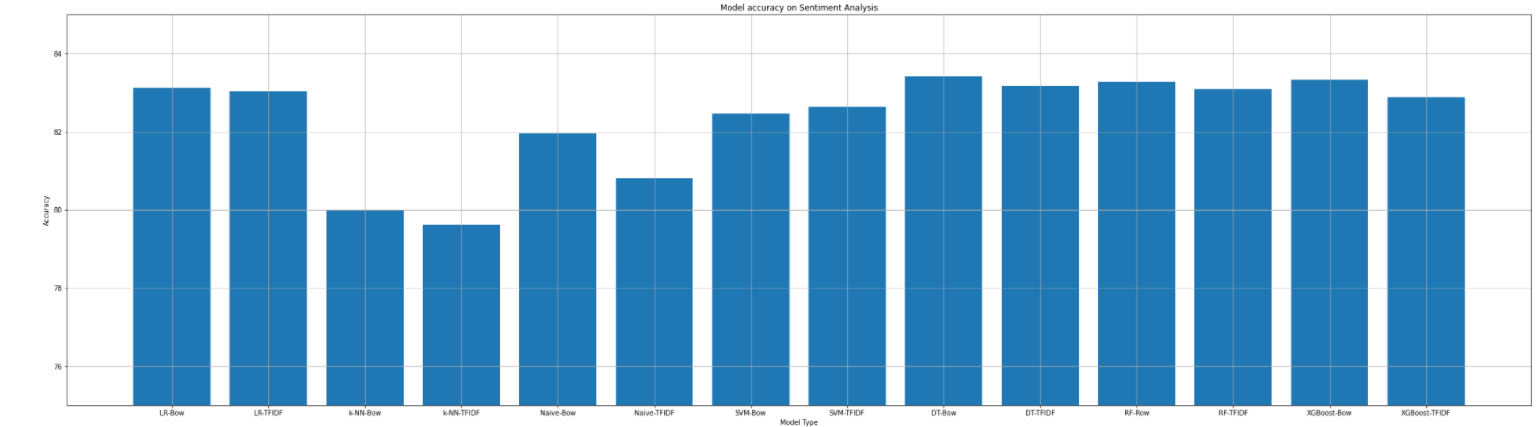 Model accuracy on Sentiment Analysis
84
82
80
78
76
Accuracy
LR-Bow LR-TFIDF k-NN-Bow k-NN-TFIDF Naive-Bow Naive-TFIDF SVM-Bow SVM-TFIDF DT-Bow DT-TFIDF RF-Row RF-TFIDF XGBoost-Bow XGBoost-TFIDF
Model Type